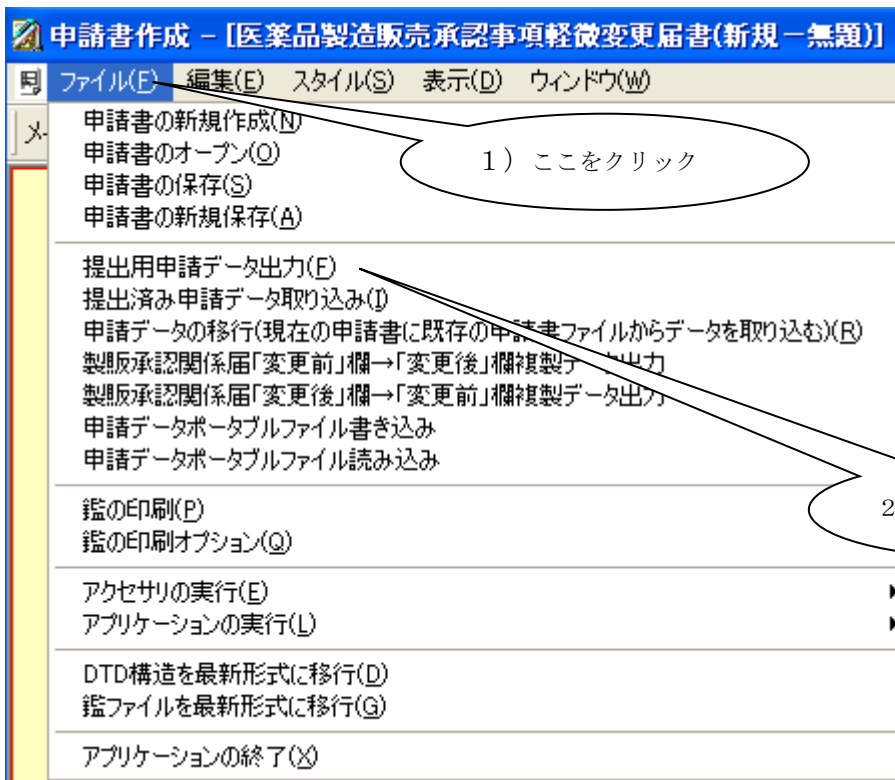 申請書作成 － [医薬品製造販売承認事項軽微変更届書(新規－無題)]
ファイル(F) 編集(E) スタイル(S) 表示(D) ウィンドウ(W)
メ
申請書の新規作成(N)
申請書のオープン(O)
申請書の保存(S)
申請書の新規保存(A)
1）ここをクリック
提出用申請データ出力(F)
提出済み申請データ取り込み(I)
申請データの移行(現在の申請書に既存の申請書ファイルからデータを取り込む)(R)
製販承認関係届「変更前」欄→「変更後」欄複製データ出力
製販承認関係届「変更後」欄→「変更前」欄複製データ出力
申請データポータブルファイル書き込み
申請データポータブルファイル読み込み
2
鑑の印刷(P)
鑑の印刷オプション(Q)
アクセサリの実行(E)
アプリケーションの実行(L)
DTD構造を最新形式に移行(D)
鑑ファイルを最新形式に移行(G)
アプリケーションの終了(X)